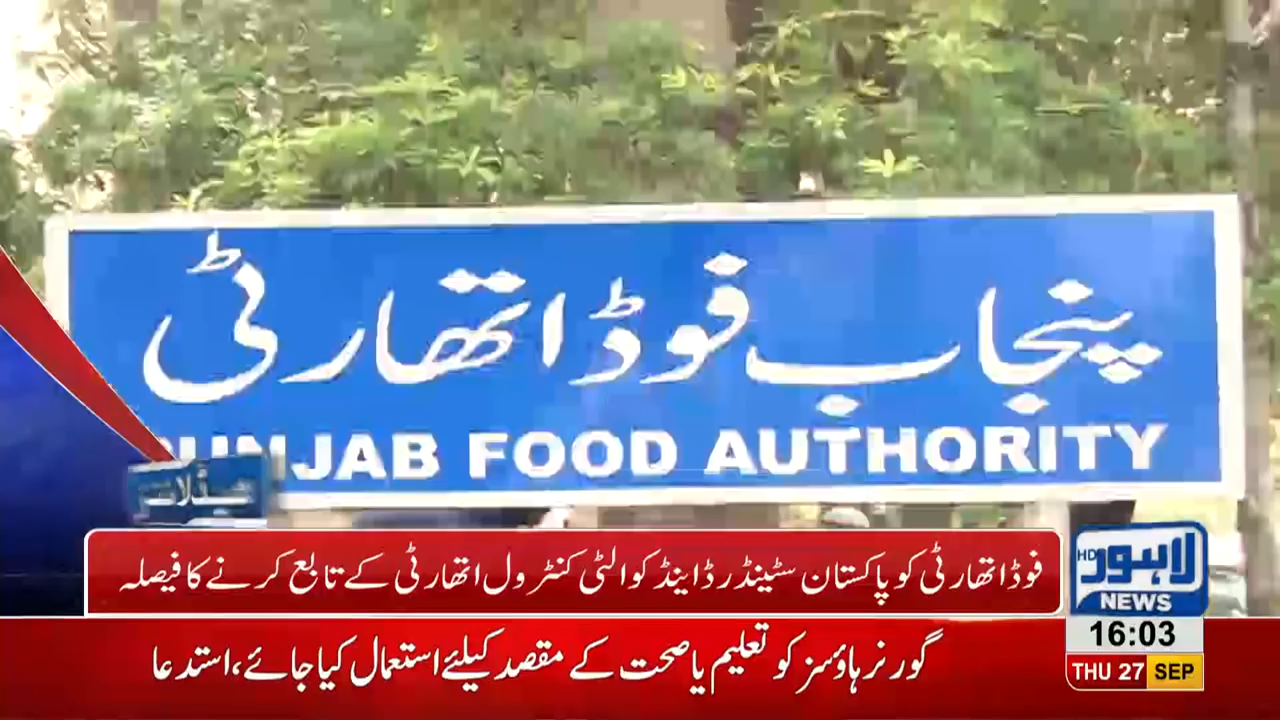 پنجاب فوڈ اتھارٹی
PUNJAB FOOD AUTHORITY
فوڈ اتھارٹی کو پاکستان سٹینڈرڈ اینڈ کوالٹی کنٹرول اتھارٹی کے تابع کرنے کا فیصلہ
گورنر ہاؤسز کو تعلیم یا صحت کے مقصد کیلئے استعمال کیا جائے، استدعا
HD
لاہور
NEWS
16:03
THU 27 SEP